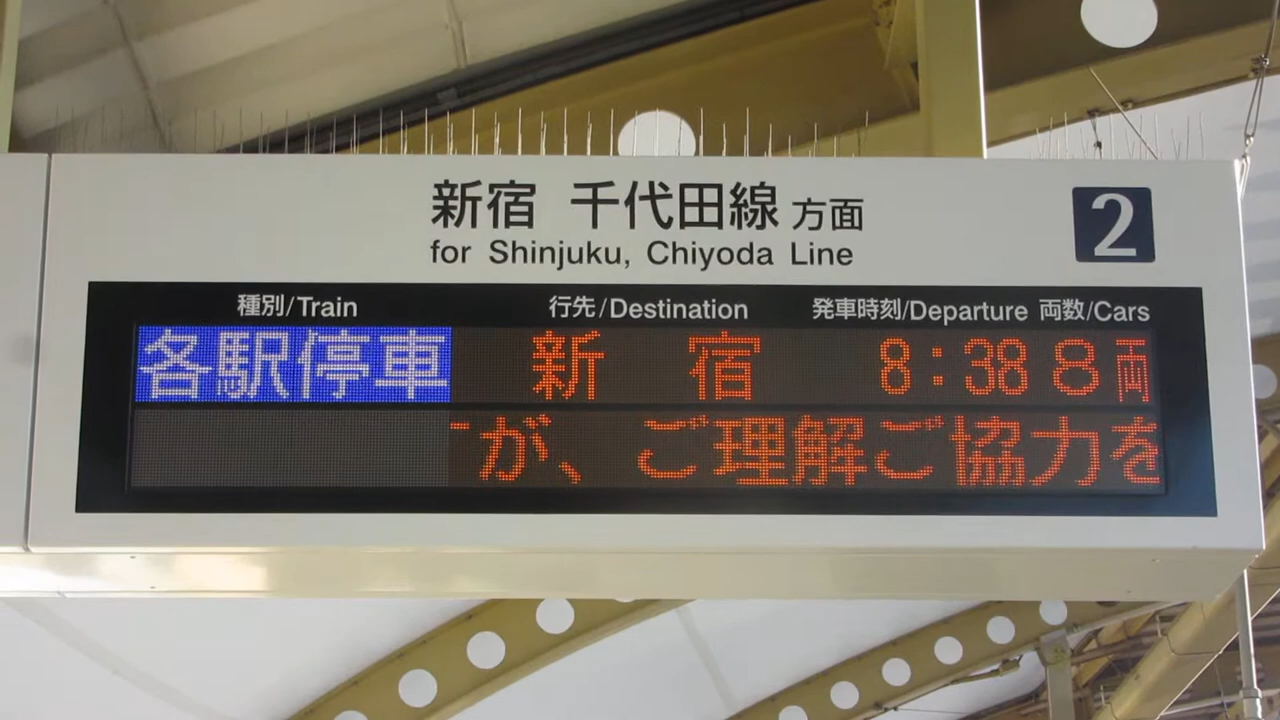 新宿 千代田線 方面
for Shinjuku, Chiyoda Line
2
種別/Train 行先/Destination 発車時刻/Departure 両数/Cars
各駅停車 新 宿 8:38 8両
が、ご理解ご協力を